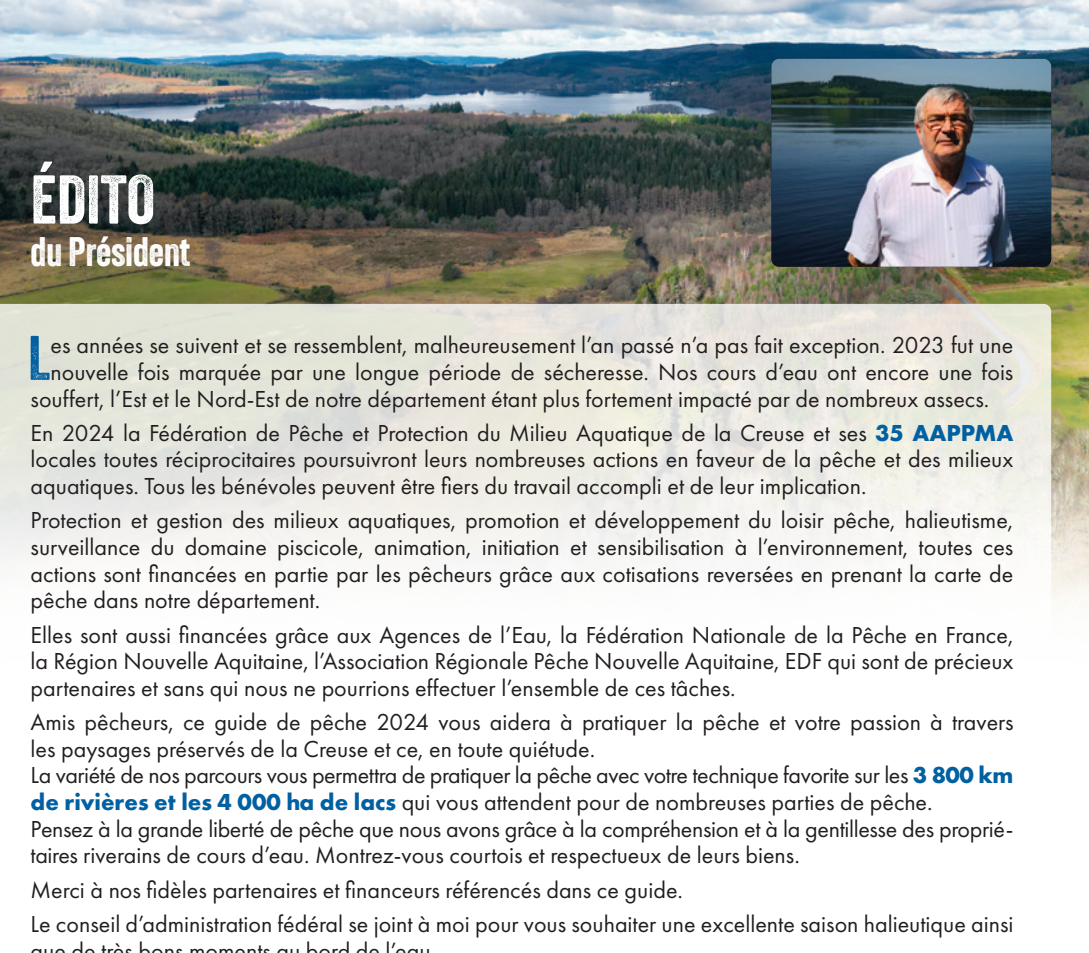 ÉDITO
du Président
Les années se suivent et se ressemblent, malheureusement l'an passé n'a pas fait exception. 2023 fut une
nouvelle fois marquée par une longue période de sécheresse. Nos cours d'eau ont encore une fois
souffert, l'Est et le Nord-Est de notre département étant plus fortement impacté par de nombreux assecs.
En 2024 la Fédération de Pêche et Protection du Milieu Aquatique de la Creuse et ses 35 AAPPMA
locales toutes réciprocitaires poursuivront leurs nombreuses actions en faveur de la pêche et des milieux
aquatiques. Tous les bénévoles peuvent être fiers du travail accompli et de leur implication.
Protection et gestion des milieux aquatiques, promotion et développement du loisir pêche, halieutisme,
surveillance du domaine piscicole, animation, initiation et sensibilisation à l'environnement, toutes ces
actions sont financées en partie par les pêcheurs grâce aux cotisations reversées en prenant la carte de
pêche dans notre département.
Elles sont aussi financées grâce aux Agences de l'Eau, la Fédération Nationale de la Pêche en France,
la Région Nouvelle Aquitaine, l'Association Régionale Pêche Nouvelle Aquitaine, EDF qui sont de précieux
partenaires et sans qui nous ne pourrions effectuer l'ensemble de ces tâches.
Amis pêcheurs, ce guide de pêche 2024 vous aidera à pratiquer la pêche et votre passion à travers
les paysages préservés de la Creuse et ce, en toute quiétude.
La variété de nos parcours vous permettra de pratiquer la pêche avec votre technique favorite sur les 3 800 km
de rivières et les 4 000 ha de lacs qui vous attendent pour de nombreuses parties de pêche.
Pensez à la grande liberté de pêche que nous avons grâce à la compréhension et à la gentillesse des proprié-
taires riverains de cours d'eau. Montrez-vous courtois et respectueux de leurs biens.
Merci à nos fidèles partenaires et financeurs référencés dans ce guide.
Le conseil d'administration fédéral se joint à moi pour vous souhaiter une excellente saison halieutique ainsi
que de très bons moments au bord de l'eau